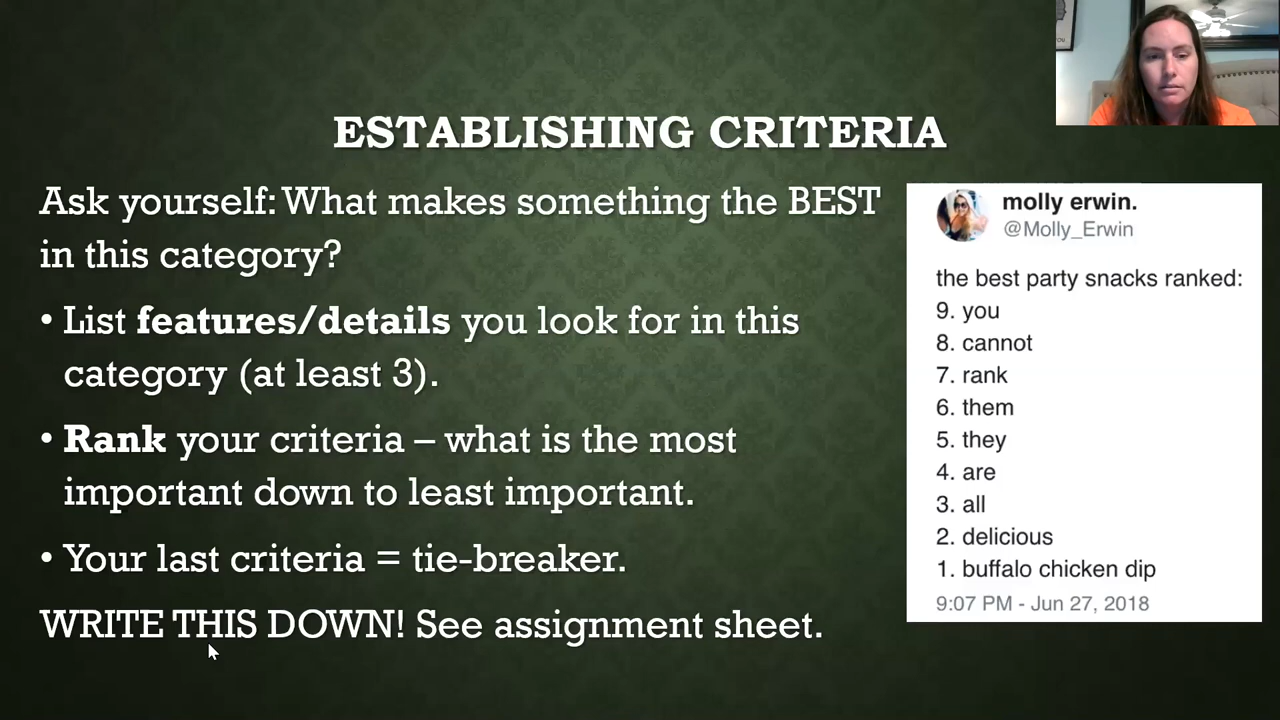 ESTABLISHING CRITERIA
Ask yourself: What makes something the BEST
in this category?
• List features/details you look for in this
category (at least 3).
• Rank your criteria – what is the most
important down to least important.
• Your last criteria = tie-breaker.
WRITE THIS DOWN! See assignment sheet.
molly erwin.
@Molly_Erwin
the best party snacks ranked:
9. you
8. cannot
7. rank
6. them
5. they
4. are
3. all
2. delicious
1. buffalo chicken dip
9:07 PM - Jun 27, 2018